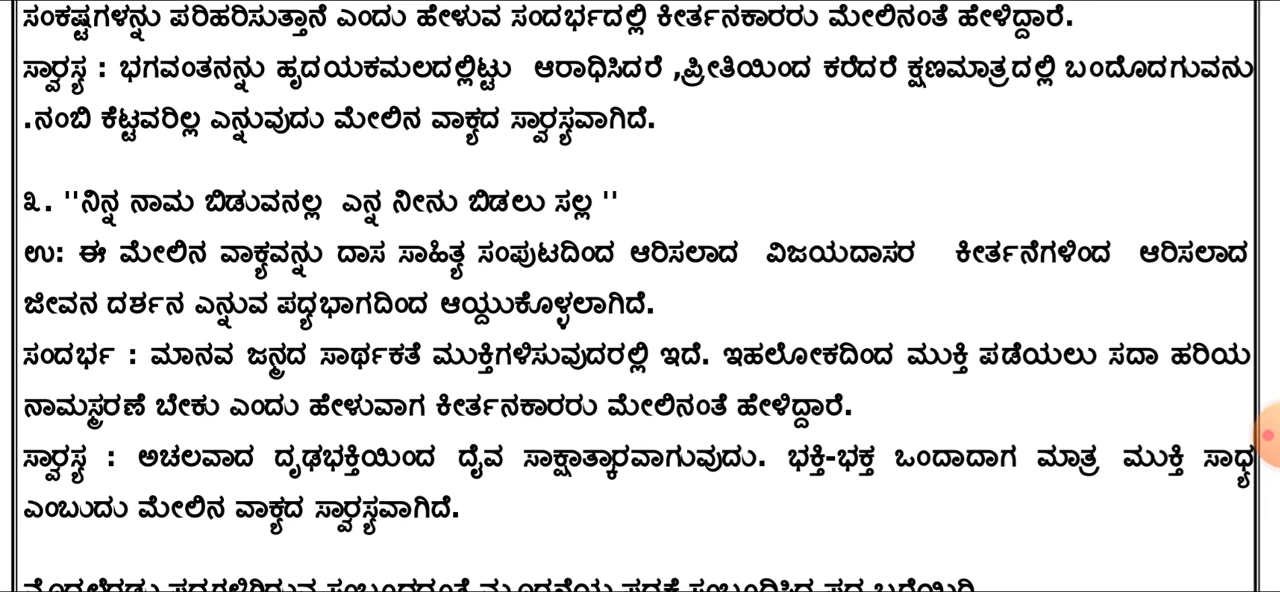 ಸಂಕಷ್ಟಗಳನ್ನು ಪರಿಹರಿಸುತ್ತಾನೆ ಎಂದು ಹೇಳುವ ಸಂದರ್ಭದಲ್ಲಿ ಕೀರ್ತನಕಾರರು ಮೇಲಿನಂತೆ ಹೇಳಿದ್ದಾರೆ.
ಸ್ವಾರಸ್ಯ : ಭಗವಂತನನ್ನು ಹೃದಯಕಮಲದಲ್ಲಿಟ್ಟು ಆರಾಧಿಸಿದರೆ ,ಪ್ರೀತಿಯಿಂದ ಕರೆದರೆ ಕ್ಷಣಮಾತ್ರದಲ್ಲಿ ಬಂದೊದಗುವನು
.ನಂಬಿ ಕೆಟ್ಟವರಿಲ್ಲ ಎನ್ನುವುದು ಮೇಲಿನ ವಾಕ್ಯದ ಸ್ವಾರಸ್ಯವಾಗಿದೆ.
೩. "ನಿನ್ನ ನಾಮ ಬಿಡುವನಲ್ಲ ಎನ್ನ ನೀನು ಬಿಡಲು ಸಲ್ಲ "
ಉ: ಈ ಮೇಲಿನ ವಾಕ್ಯವನ್ನು ದಾಸ ಸಾಹಿತ್ಯ ಸಂಪುಟದಿಂದ ಆರಿಸಲಾದ ವಿಜಯದಾಸರ ಕೀರ್ತನೆಗಳಿಂದ ಆರಿಸಲಾದ
ಜೀವನ ದರ್ಶನ ಎನ್ನುವ ಪದ್ಯಭಾಗದಿಂದ ಆಯ್ದುಕೊಳ್ಳಲಾಗಿದೆ.
ಸಂದರ್ಭ : ಮಾನವ ಜನ್ಮದ ಸಾರ್ಥಕತೆ ಮುಕ್ತಿಗಳಿಸುವುದರಲ್ಲಿ ಇದೆ. ಇಹಲೋಕದಿಂದ ಮುಕ್ತಿ ಪಡೆಯಲು ಸದಾ ಹರಿಯ
ನಾಮಸ್ಮರಣೆ ಬೇಕು ಎಂದು ಹೇಳುವಾಗ ಕೀರ್ತನಕಾರರು ಮೇಲಿನಂತೆ ಹೇಳಿದ್ದಾರೆ.
ಸ್ವಾರಸ್ಯ : ಅಚಲವಾದ ದೃಢಭಕ್ತಿಯಿಂದ ದೈವ ಸಾಕ್ಷಾತ್ಕಾರವಾಗುವುದು. ಭಕ್ತಿ-ಭಕ್ತ ಒಂದಾದಾಗ ಮಾತ್ರ ಮುಕ್ತಿ ಸಾಧ್ಯ
ಎಂಬುದು ಮೇಲಿನ ವಾಕ್ಯದ ಸ್ವಾರಸ್ಯವಾಗಿದೆ.